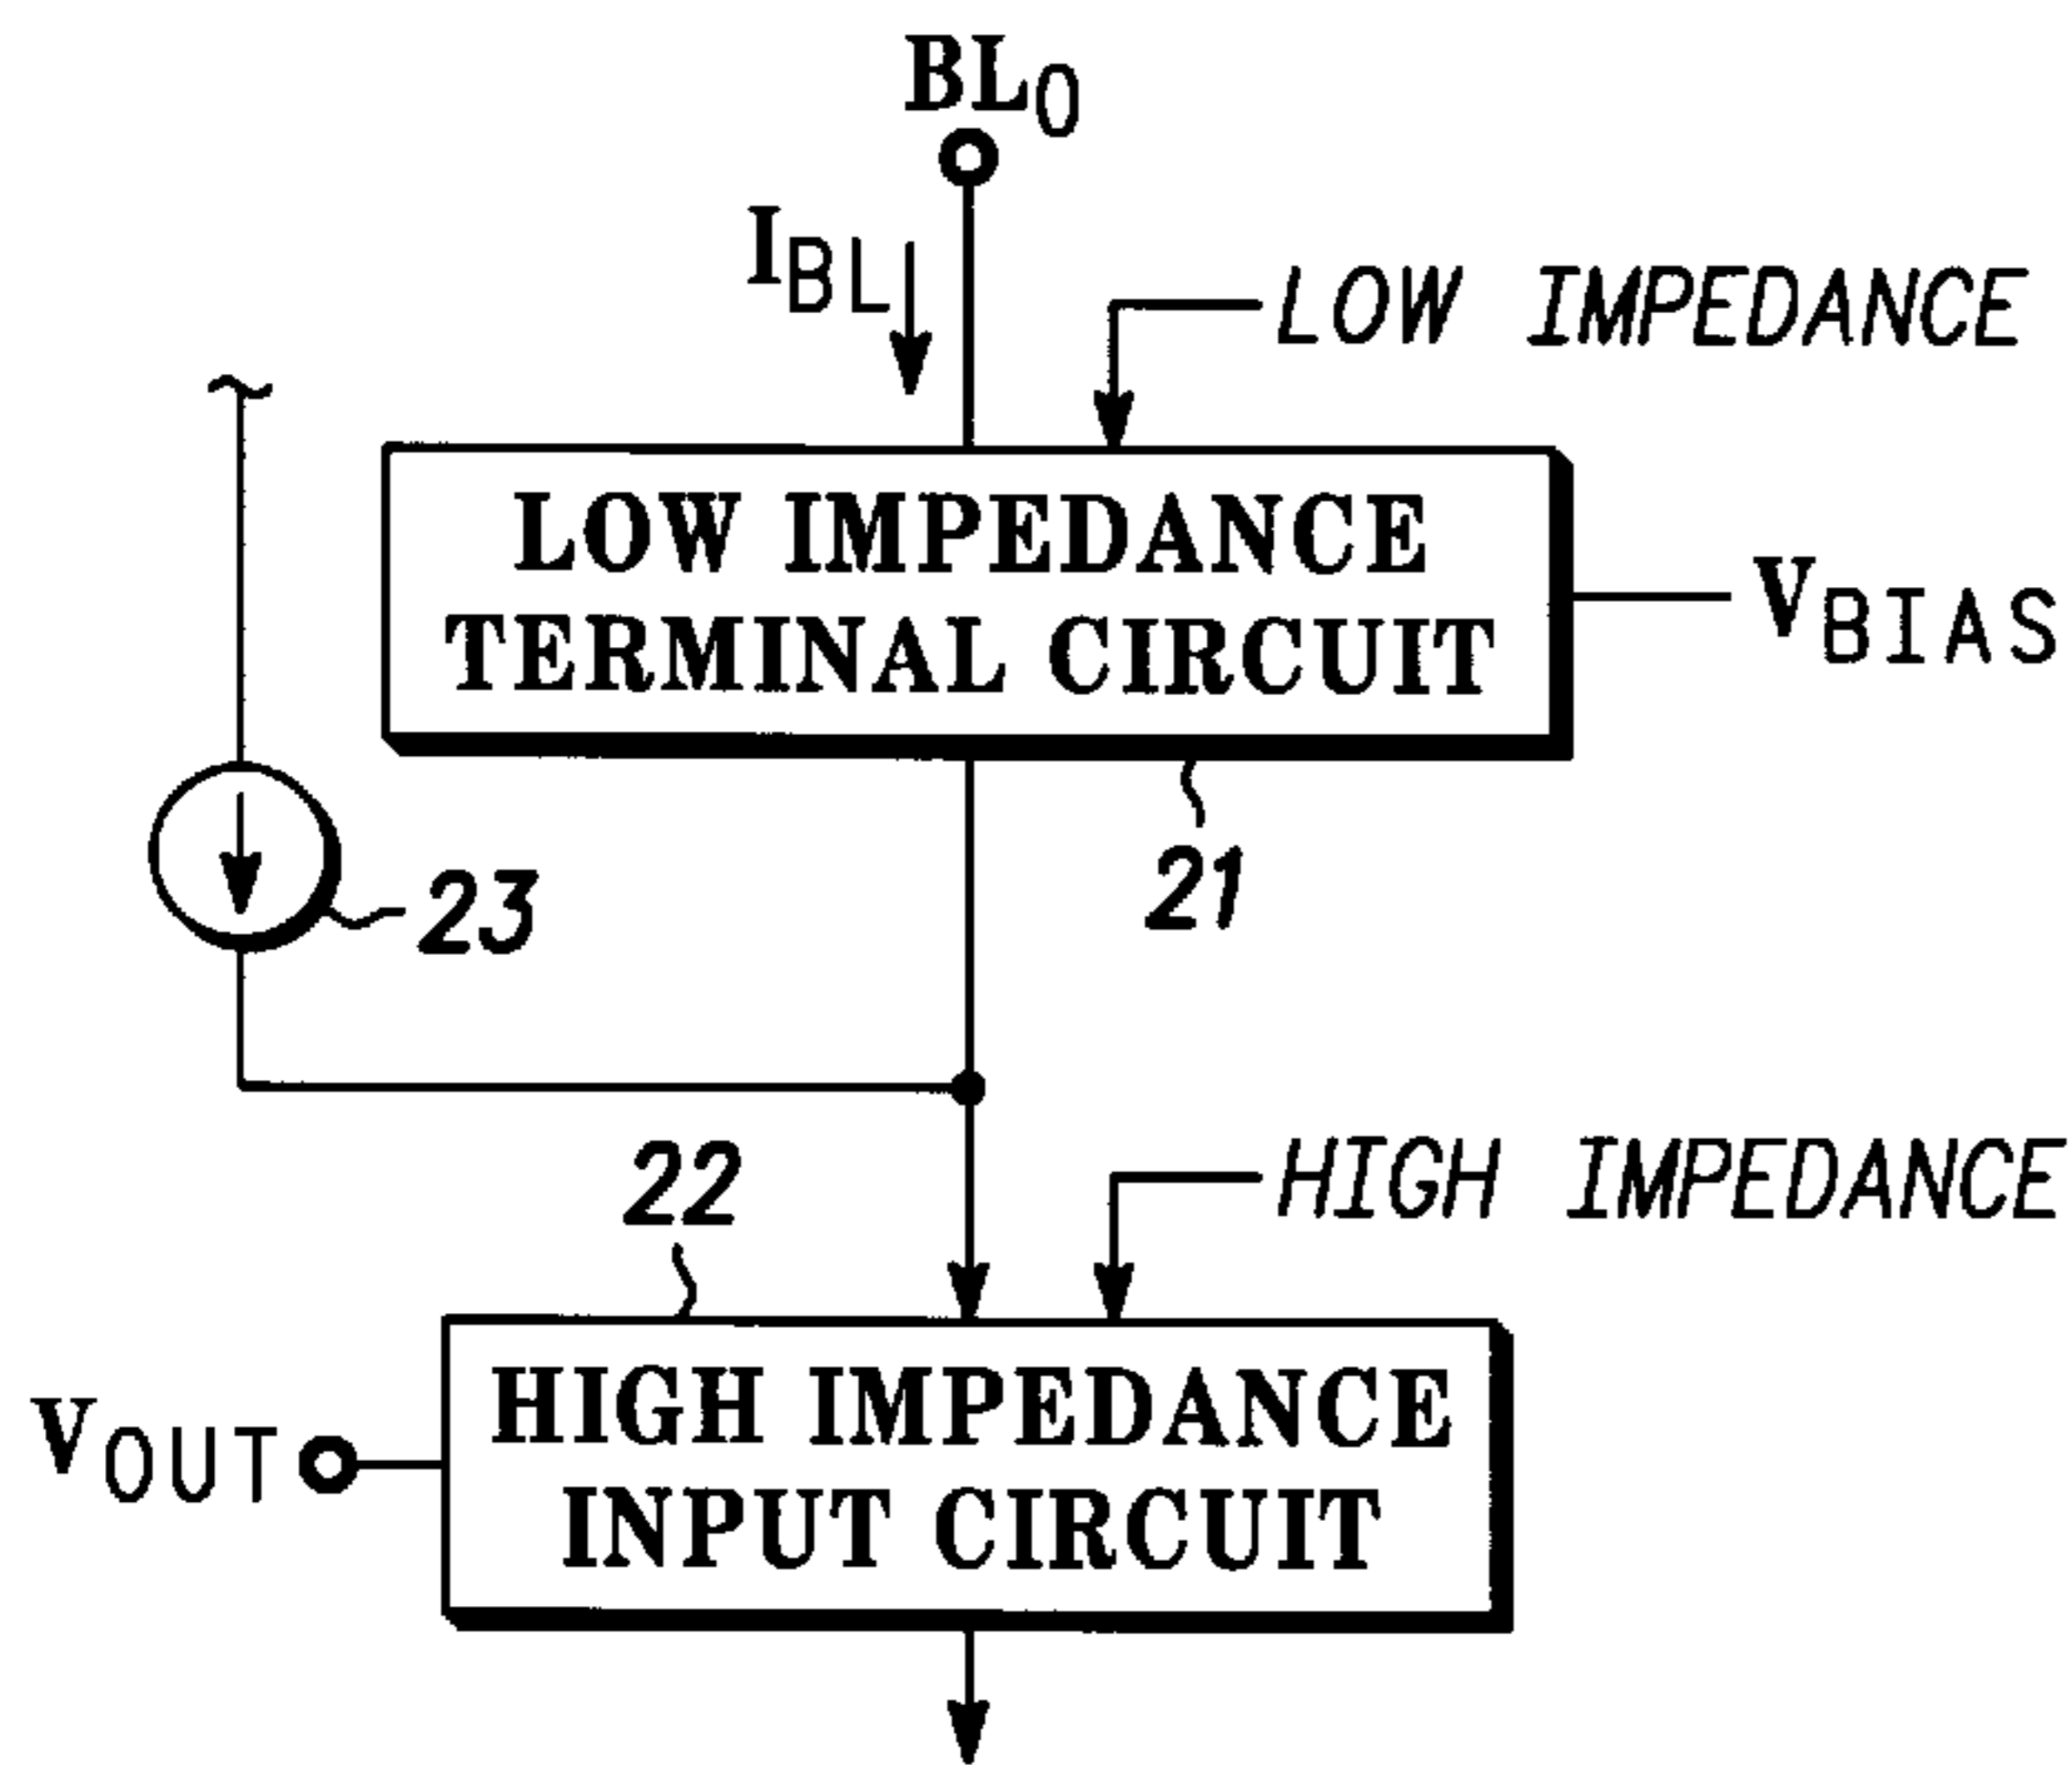 BL0
IBL
LOW IMPEDANCE
LOW IMPEDANCE
TERMINAL CIRCUIT
VBIAS
21
23
22
HIGH IMPEDANCE
HIGH IMPEDANCE
INPUT CIRCUIT
VOUT